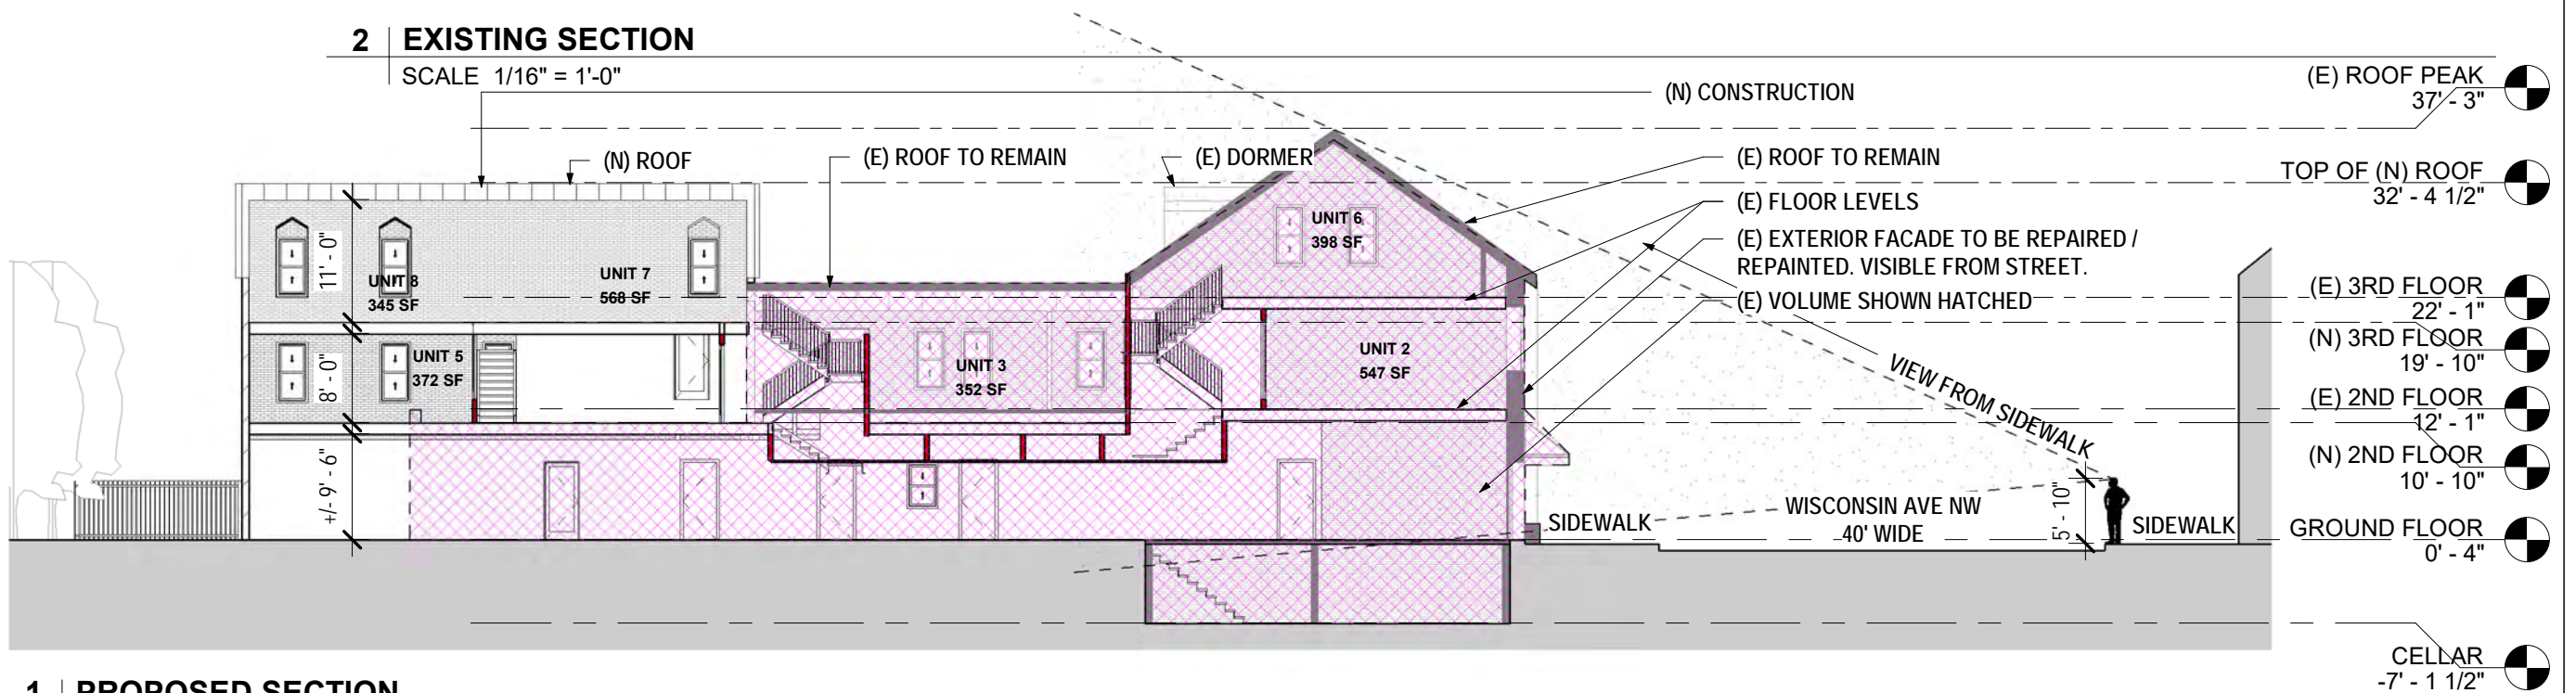 2 EXISTING SECTION
SCALE 1/16" = 1'-0"
(N) CONSTRUCTION
(E) ROOF PEAK
37' - 3"
(N) ROOF
(E) ROOF TO REMAIN
(E) DORMER
(E) ROOF TO REMAIN
TOP OF (N) ROOF
32' - 4 1/2"
(E) FLOOR LEVELS
(E) EXTERIOR FACADE TO BE REPAIRED /
REPAINTED. VISIBLE FROM STREET.
(E) VOLUME SHOWN HATCHED
UNIT 6
398 SF
11' - 0"
UNIT 8
345 SF
UNIT 7
568 SF
(E) 3RD FLOOR
22' - 1"
(N) 3RD FLOOR
19' - 10"
8' - 0"
UNIT 5
372 SF
UNIT 3
352 SF
UNIT 2
547 SF
VIEW FROM SIDEWALK
(E) 2ND FLOOR
12' - 1"
(N) 2ND FLOOR
10' - 10"
+/- 9' - 6"
SIDEWALK
WISCONSIN AVE NW
40' WIDE
5' - 10"
SIDEWALK
GROUND FLOOR
0' - 4"
CELLAR
-7' - 1 1/2"
1 PROPOSED SECTION